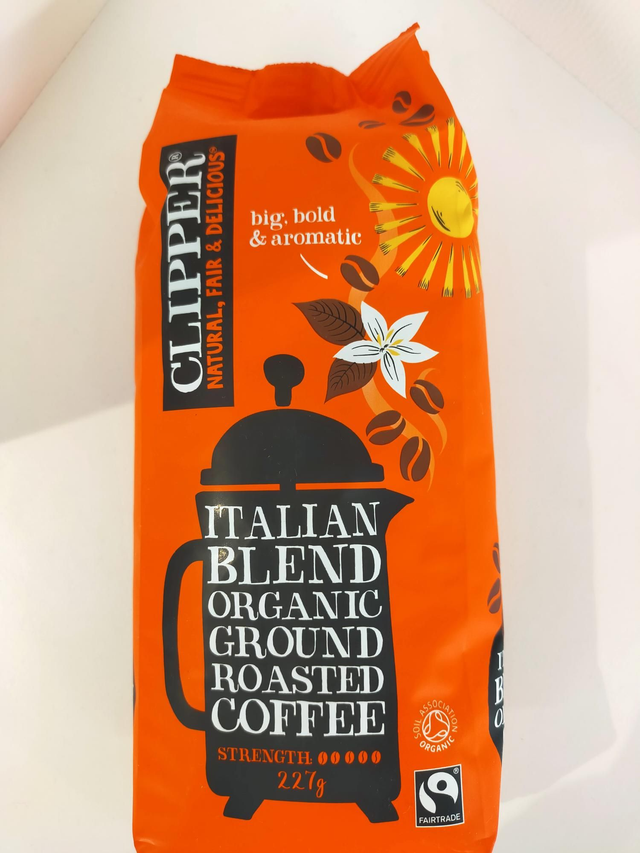 CLIPPER®
NATURAL, FAIR & DELICIOUS®
big, bold
& aromatic
ITALIAN
BLEND
ORGANIC
GROUND
ROASTED
COFFEE
STRENGTH
227g
SOIL ASSOCIATION
ORGANIC
®
FAIRTRADE